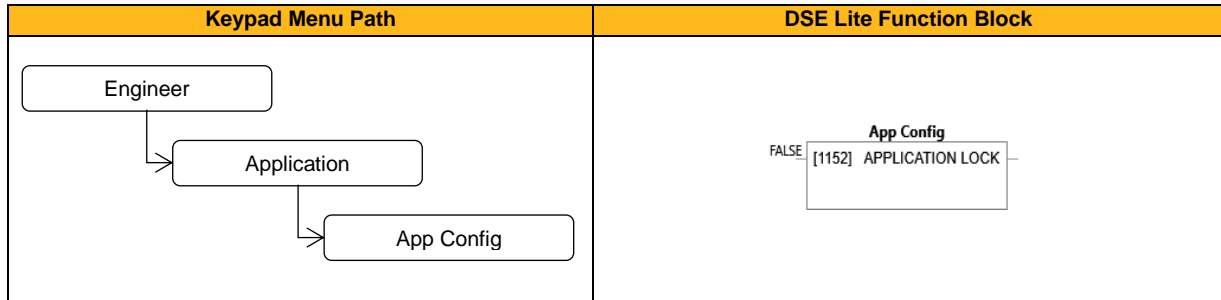 Keypad Menu Path
DSE Lite Function Block
Engineer
Application
App Config
App Config
FALSE
[1152] APPLICATION LOCK